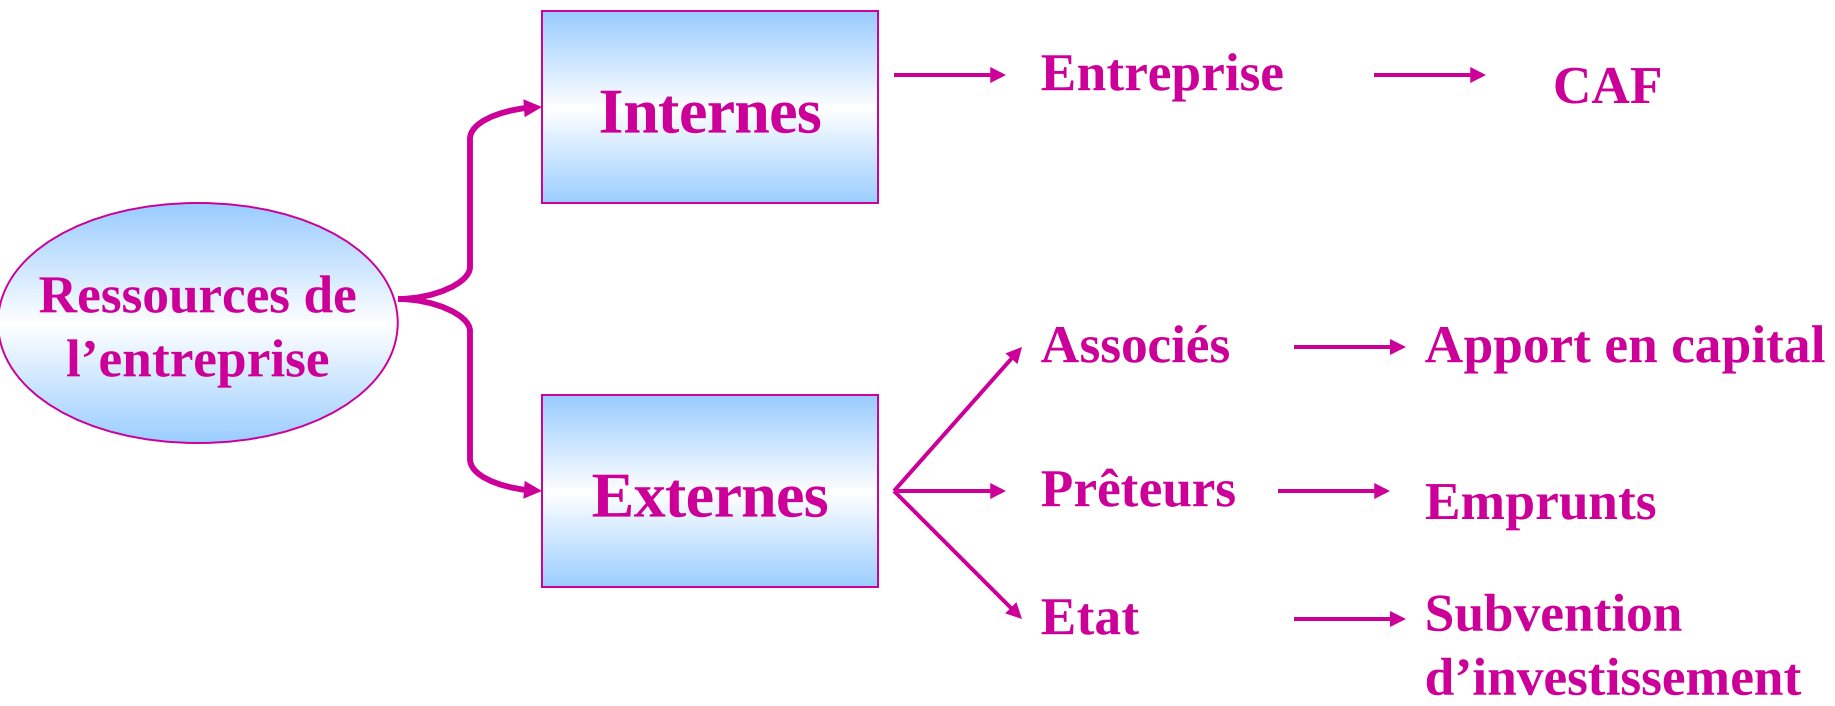 Internes
Entreprise
CAF
Ressources de
l’entreprise
Associés
Apport en capital
Externes
Prêteurs
Emprunts
Etat
Subvention
d’investissement